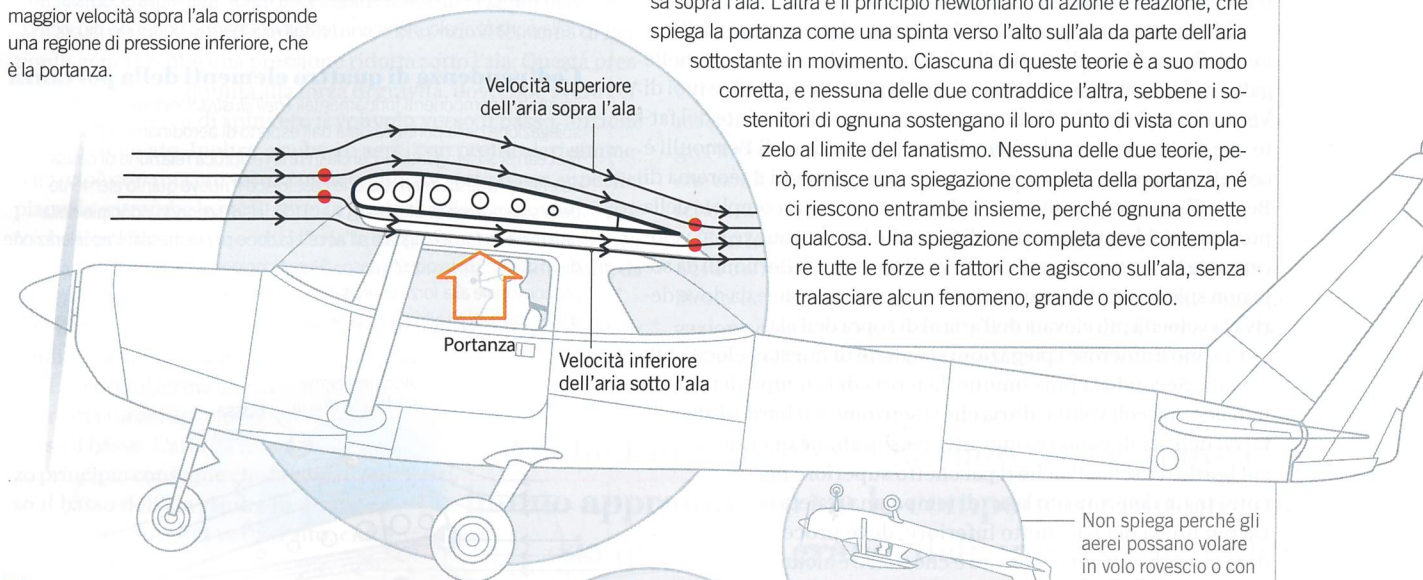 maggior velocità sopra l'ala corrisponde
una regione di pressione inferiore, che
è la portanza.
Velocità superiore
dell'aria sopra l'ala
Portanza
Velocità inferiore
dell'aria sotto l'ala
sa sopra l'ala. L'altra è il principio newtoniano di azione e reazione, che
spiega la portanza come una spinta verso l'alto sull'ala da parte dell'aria
sottostante in movimento. Ciascuna di queste teorie è a suo modo
corretta, e nessuna delle due contraddice l'altra, sebbene i so-
stenitori di ognuna sostengano il loro punto di vista con uno
zelo al limite del fanatismo. Nessuna delle due teorie, pe-
rò, fornisce una spiegazione completa della portanza, né
ci riescono entrambe insieme, perché ognuna omette
qualcosa. Una spiegazione completa deve contempla-
re tutte le forze e i fattori che agiscono sull'ala, senza
tralasciare alcun fenomeno, grande o piccolo.
Non spiega perché gli
aerei possano volare
in volo rovescio o con